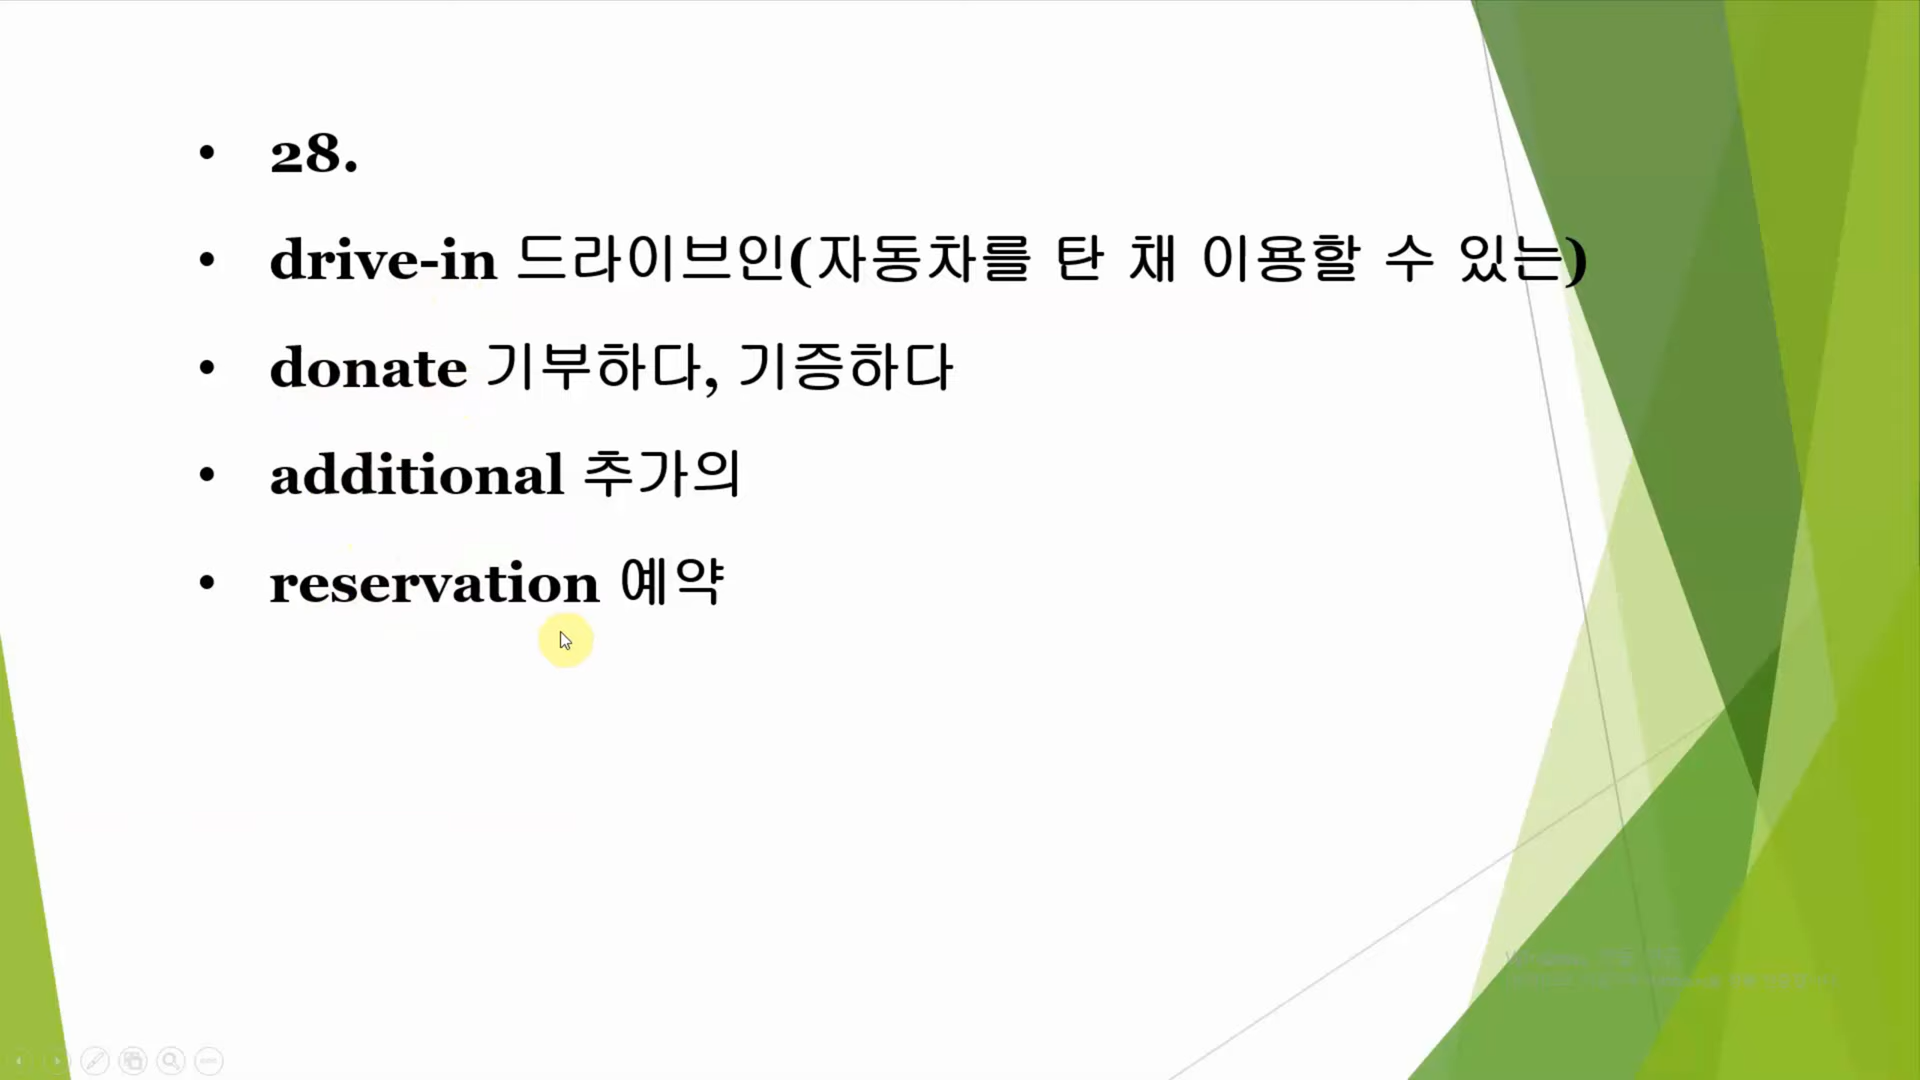 • 28.
• drive-in 드라이브인(자동차를 탄 채 이용할 수 있는)
• donate 기부하다, 기증하다
• additional 추가의
• reservation 예약